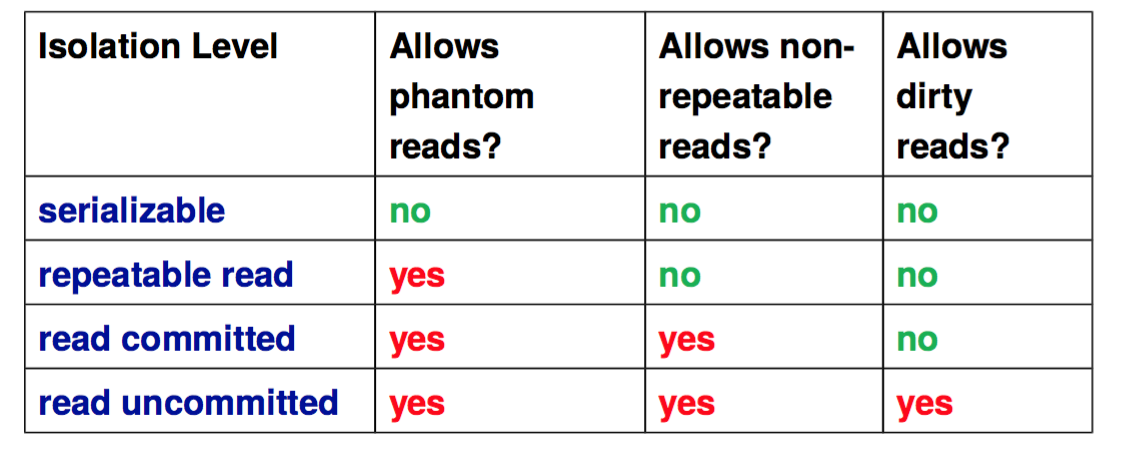 Isolation Level
Allows phantom reads?
Allows non-repeatable reads?
Allows dirty reads?
serializable no no no
repeatable read yes no no
read committed yes yes no
read uncommitted yes yes yes